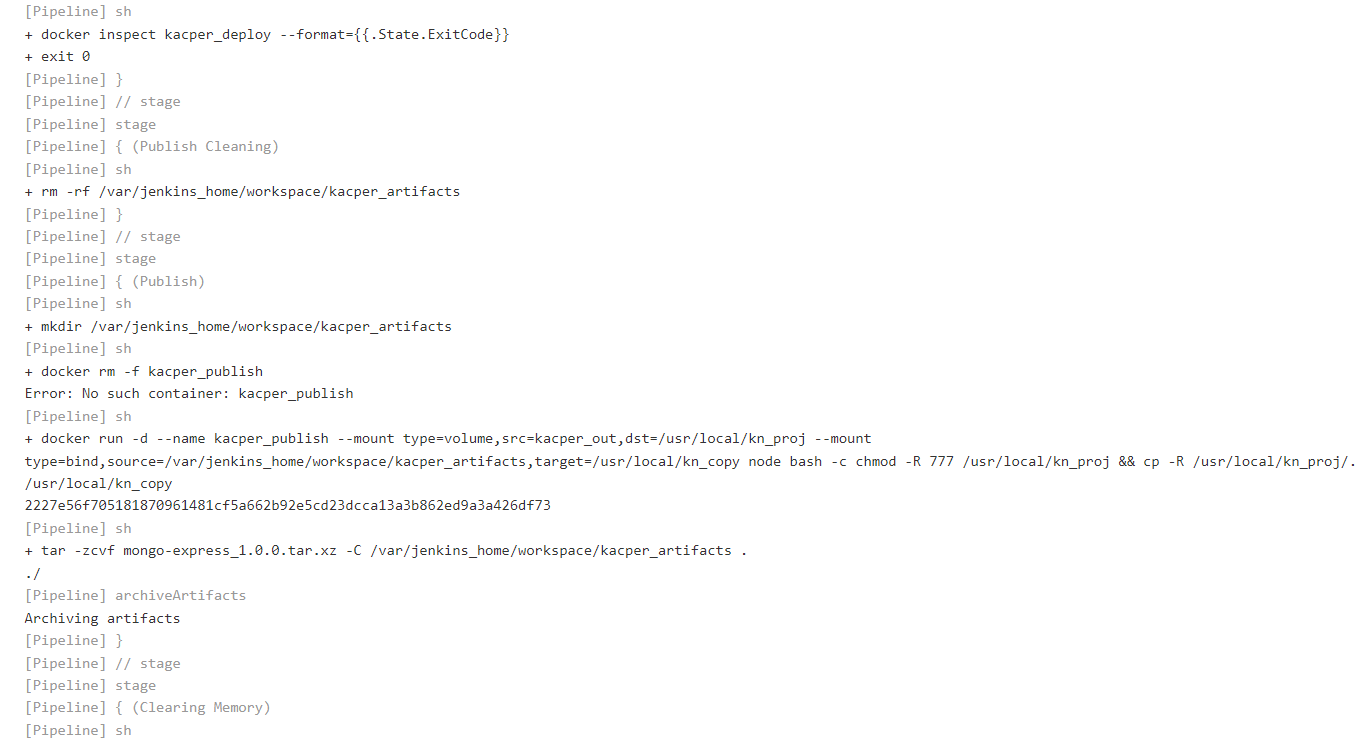 [Pipeline] sh
+ docker inspect kacper_deploy --format={{.State.ExitCode}}
+ exit 0
[Pipeline] }
[Pipeline] // stage
[Pipeline] stage
[Pipeline] { (Publish Cleaning)
[Pipeline] sh
+ rm -rf /var/jenkins_home/workspace/kacper_artifacts
[Pipeline] }
[Pipeline] // stage
[Pipeline] stage
[Pipeline] { (Publish)
[Pipeline] sh
+ mkdir /var/jenkins_home/workspace/kacper_artifacts
[Pipeline] sh
+ docker rm -f kacper_publish
Error: No such container: kacper_publish
[Pipeline] sh
+ docker run -d --name kacper_publish --mount type=volume,src=kacper_out,dst=/usr/local/kn_proj --mount
type=bind,source=/var/jenkins_home/workspace/kacper_artifacts,target=/usr/local/kn_copy node bash -c chmod -R 777 /usr/local/kn_proj && cp -R /usr/local/kn_proj/.
/usr/local/kn_copy
2227e56f705181870961481cf5a662b92e5cd23dcca13a3b862ed9a3a426df73
[Pipeline] sh
+ tar -zcvf mongo-express_1.0.0.tar.xz -C /var/jenkins_home/workspace/kacper_artifacts .
./
[Pipeline] archiveArtifacts
Archiving artifacts
[Pipeline] }
[Pipeline] // stage
[Pipeline] stage
[Pipeline] { (Clearing Memory)
[Pipeline] sh